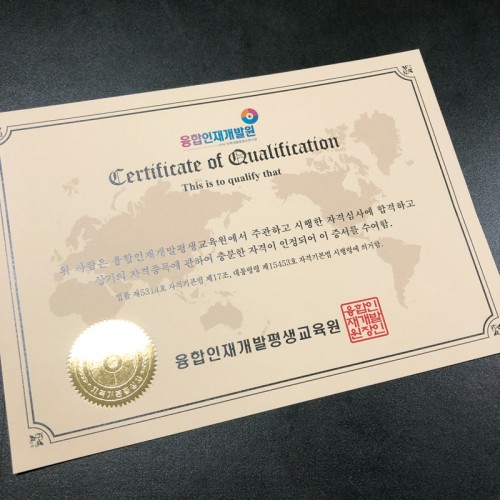 융합인재개발원
Certificate of Qualification
This is to qualify that
위 사람은 융합인재개발평생교육원에서 주관하고 시행한 자격심사에 합격하고
상기의 자격종목에 관하여 충분한 자격이 인정되어 이 증서를 수여함.
법률 제5314호 자격기본법 제17조, 대통령령 제15453호 자격기본법 시행령에 의거함.
융합인재개발평생교육원
융합인
재개발
원장인